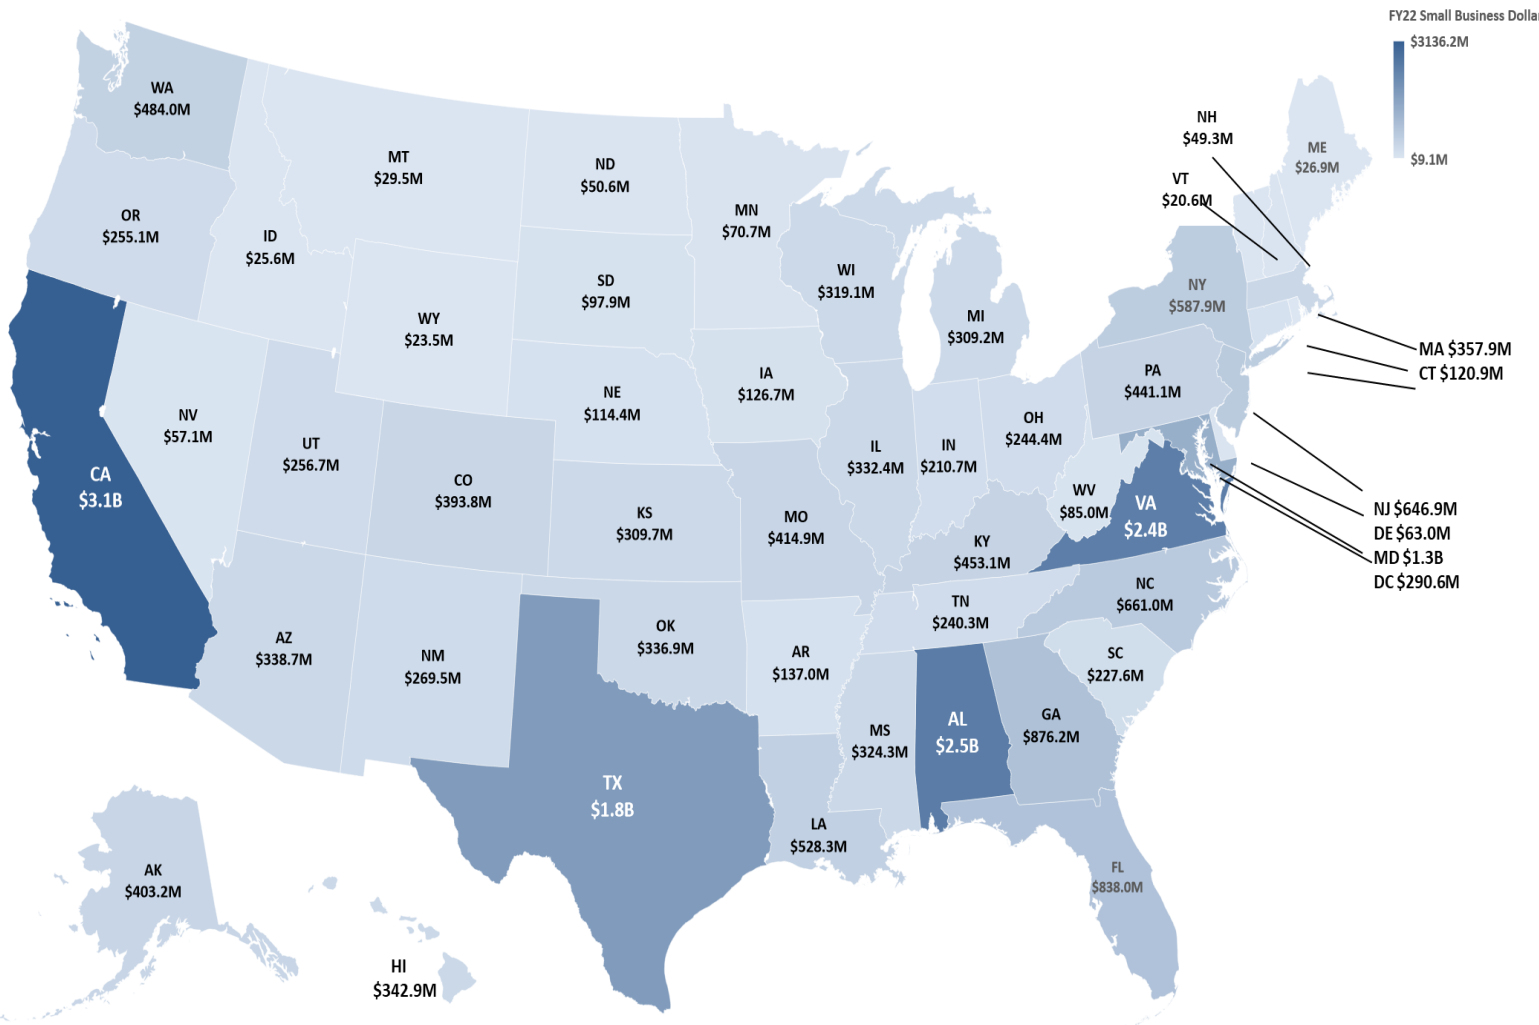 FY22 Small Business Dollar
$3136.2M
$9.1M
WA
$484.0M
OR
$255.1M
CA
$3.1B
NV
$57.1M
ID
$25.6M
MT
$29.5M
WY
$23.5M
UT
$256.7M
CO
$393.8M
AZ
$338.7M
NM
$269.5M
ND
$50.6M
SD
$97.9M
NE
$114.4M
KS
$309.7M
OK
$336.9M
TX
$1.8B
MN
$70.7M
IA
$126.7M
MO
$414.9M
AR
$137.0M
LA
$528.3M
WI
$319.1M
IL
$332.4M
MI
$309.2M
IN
$210.7M
OH
$244.4M
KY
$453.1M
TN
$240.3M
MS
$324.3M
AL
$2.5B
GA
$876.2M
FL
$838.0M
SC
$227.6M
NC
$661.0M
VA
$2.4B
WV
$85.0M
PA
$441.1M
NY
$587.9M
VT
$20.6M
NH
$49.3M
ME
$26.9M
MA $357.9M
CT $120.9M
NJ $646.9M
DE $63.0M
MD $1.3B
DC $290.6M
AK
$403.2M
HI
$342.9M